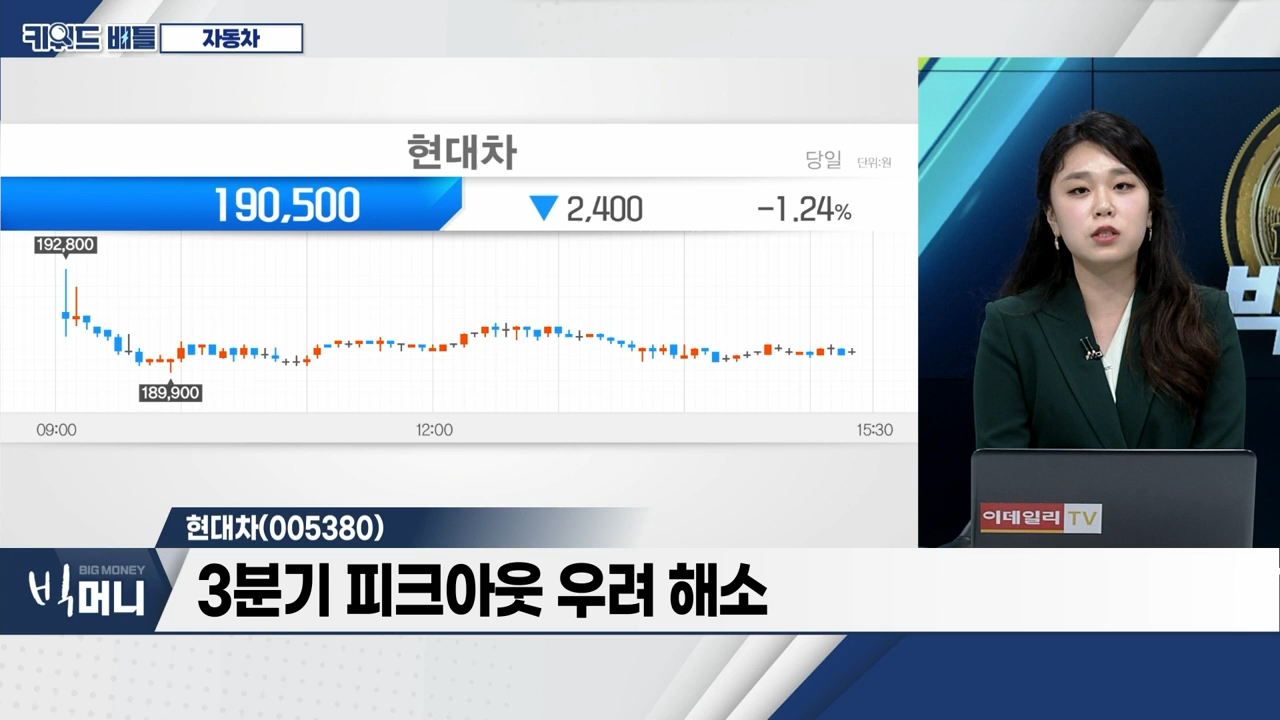 키워드 배틀
자동차
현대차
당일 단위:원
190,500 ▼ 2,400 -1.24%
192,800
189,900
09:00 12:00 15:30
현대차(005380)
BIG MONEY
빅머니
3분기 피크아웃 우려 해소
이데일리TV